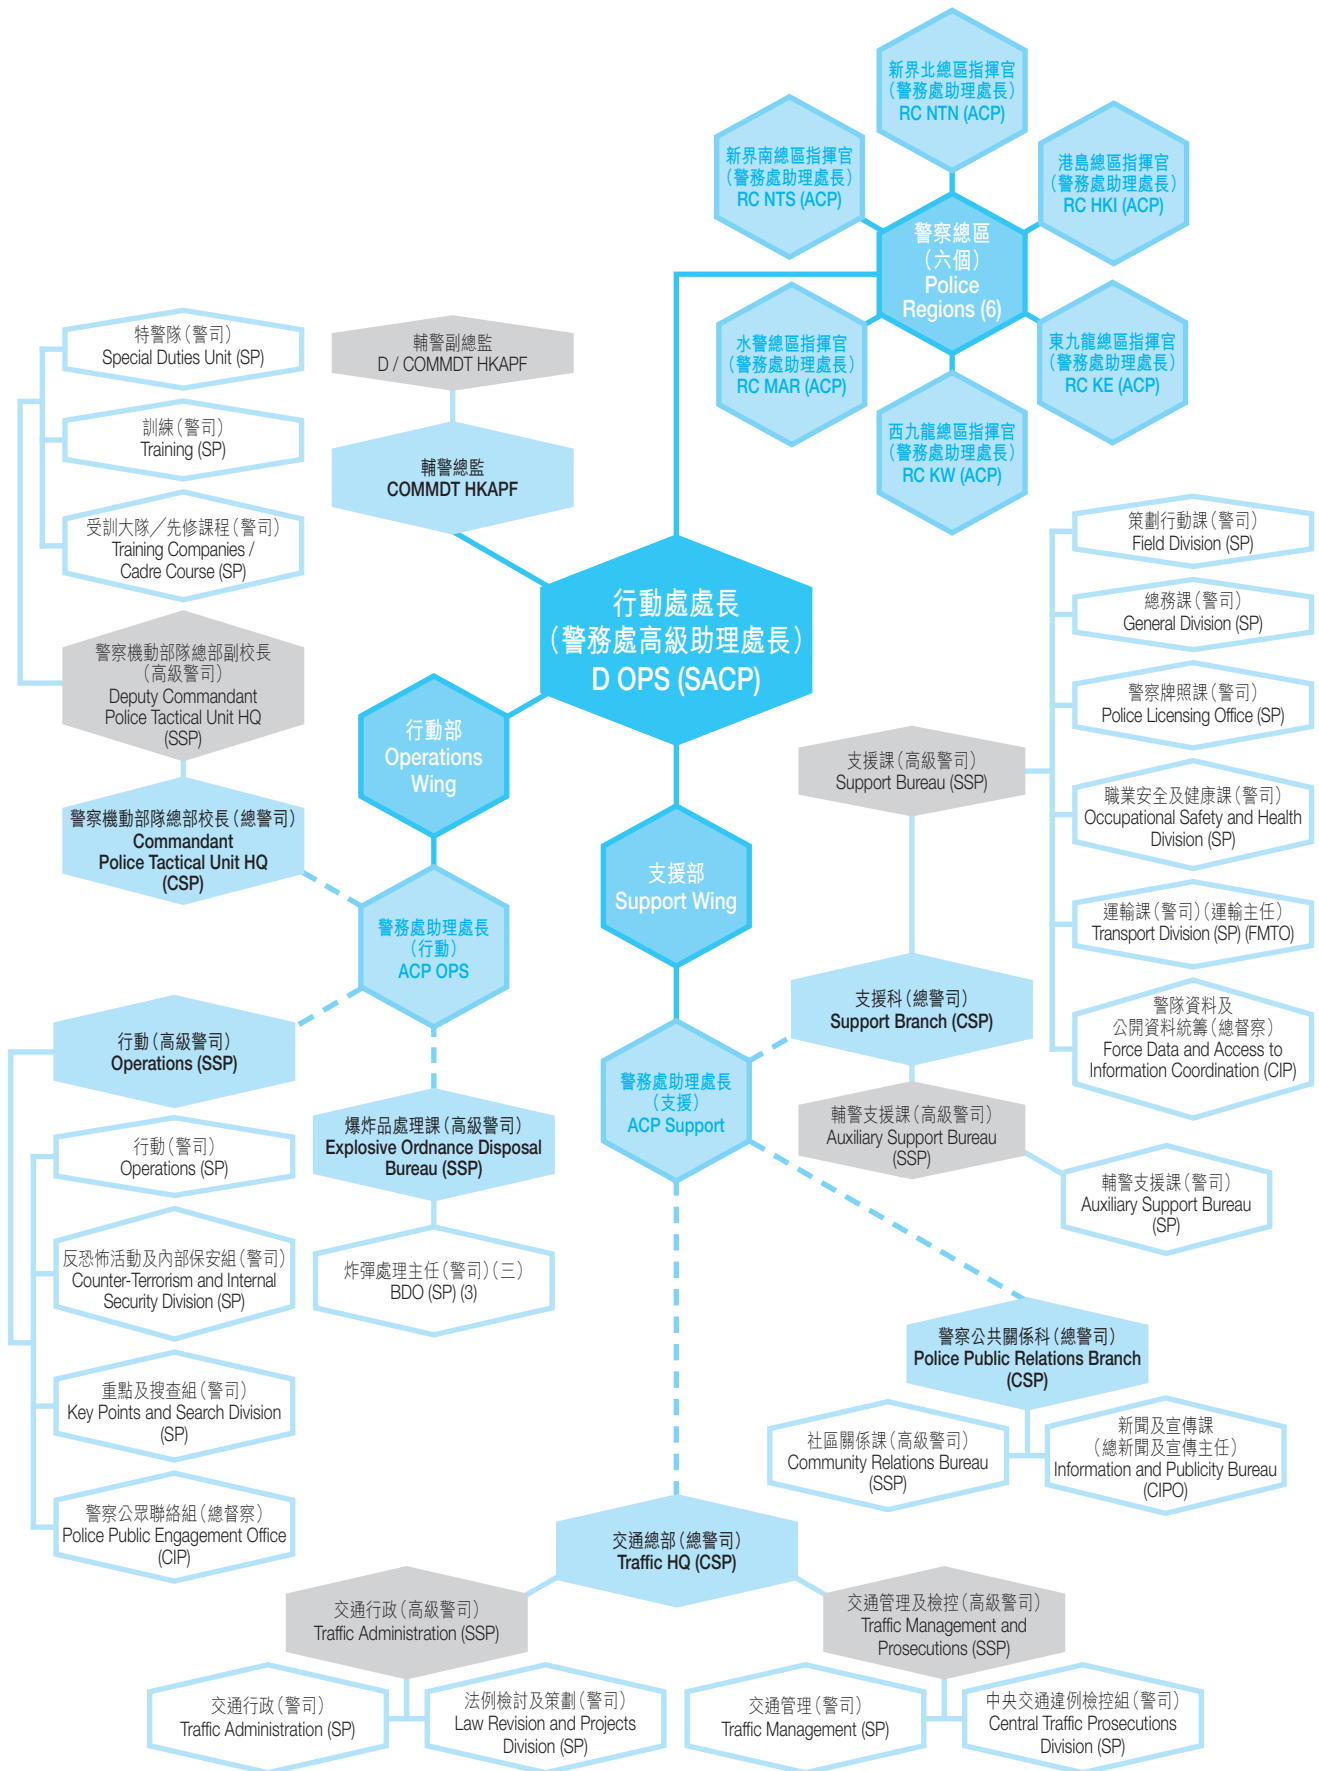 新界北總區指揮官
（警務處助理處長）
RC NTN (ACP)
新界南總區指揮官
（警務處助理處長）
RC NTS (ACP)
港島總區指揮官
（警務處助理處長）
RC HKI (ACP)
警察總區
（六個）
Police
Regions (6)
水警總區指揮官
（警務處助理處長）
RC MAR (ACP)
東九龍總區指揮官
（警務處助理處長）
RC KE (ACP)
西九龍總區指揮官
（警務處助理處長）
RC KW (ACP)
特警隊（警司）
Special Duties Unit (SP)
訓練（警司）
Training (SP)
受訓大隊／先修課程（警司）
Training Companies /
Cadre Course (SP)
警察機動部隊總部副校長
（高級警司）
Deputy Commandant
Police Tactical Unit HQ
(SSP)
警察機動部隊總部校長（總警司）
Commandant
Police Tactical Unit HQ
(CSP)
輔警副總監
D / COMMDT HKAPF
輔警總監
COMMDT HKAPF
行動處處長
（警務處高級助理處長）
D OPS (SACP)
行動部
Operations
Wing
警務處助理處長
（行動）
ACP OPS
支援部
Support Wing
警務處助理處長
（支援）
ACP Support
行動（高級警司）
Operations (SSP)
行動（警司）
Operations (SP)
反恐怖活動及內部保安組（警司）
Counter-Terrorism and Internal
Security Division (SP)
重點及搜查組（警司）
Key Points and Search Division
(SP)
警察公眾聯絡組（總督察）
Police Public Engagement Office
(CIP)
爆炸品處理課（高級警司）
Explosive Ordnance Disposal
Bureau (SSP)
炸彈處理主任（警司）（三）
BDO (SP) (3)
支援課（高級警司）
Support Bureau (SSP)
策劃行動課（警司）
Field Division (SP)
總務課（警司）
General Division (SP)
警察牌照課（警司）
Police Licensing Office (SP)
職業安全及健康課（警司）
Occupational Safety and Health
Division (SP)
運輸課（警司）（運輸主任）
Transport Division (SP) (FMTO)
警隊資料及
公開資料統籌（總督察）
Force Data and Access to
Information Coordination (CIP)
支援科（總警司）
Support Branch (CSP)
輔警支援課（高級警司）
Auxiliary Support Bureau
(SSP)
輔警支援課（警司）
Auxiliary Support Bureau
(SP)
警察公共關係科（總警司）
Police Public Relations Branch
(CSP)
社區關係課（高級警司）
Community Relations Bureau
(SSP)
新聞及宣傳課
（總新聞及宣傳主任）
Information and Publicity Bureau
(CIPO)
交通總部（總警司）
Traffic HQ (CSP)
交通行政（高級警司）
Traffic Administration (SSP)
交通管理及檢控（高級警司）
Traffic Management and
Prosecutions (SSP)
交通行政（警司）
Traffic Administration (SP)
法例檢討及策劃（警司）
Law Revision and Projects
Division (SP)
交通管理（警司）
Traffic Management (SP)
中央交通違例檢控組（警司）
Central Traffic Prosecutions
Division (SP)